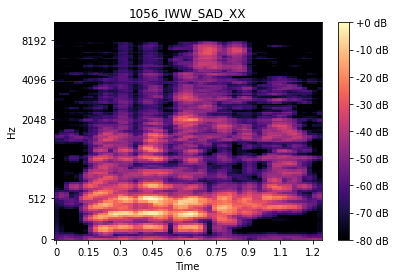 1056_IWW_SAD_XX
8192
4096
2048
1024
512
0
Hz
0 0.15 0.3 0.45 0.6 0.75 0.9 1.1 1.2
Time
+0 dB
-10 dB
-20 dB
-30 dB
-40 dB
-50 dB
-60 dB
-70 dB
-80 dB